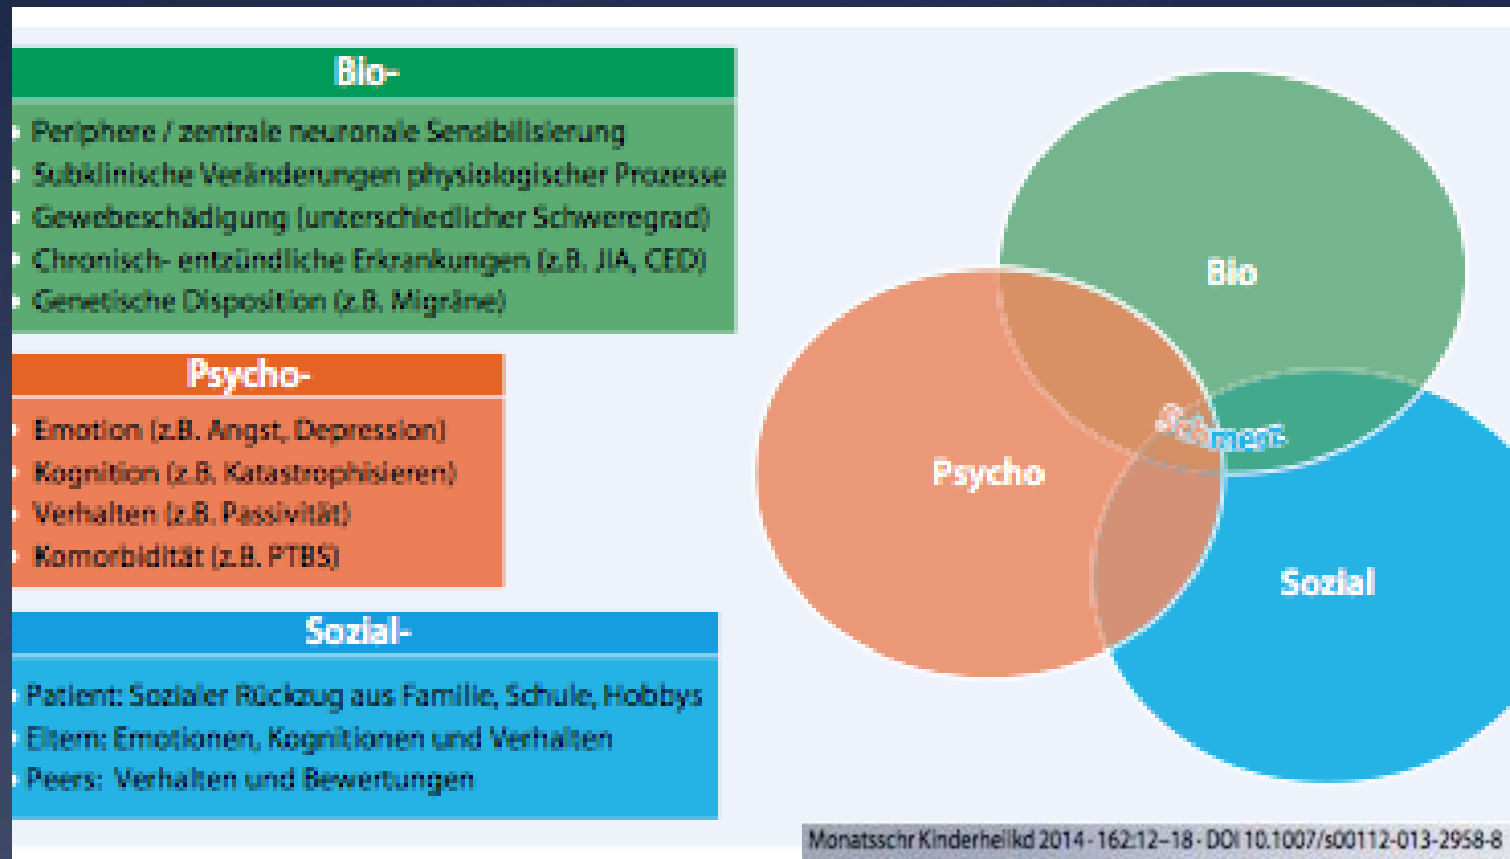 Bio-
Periphere / zentrale neuronale Sensibilisierung
Subklinische Veränderungen physiologischer Prozesse
Gewebeschädigung (unterschiedlicher Schweregrad)
Chronisch- entzündliche Erkrankungen (z.B. JIA, CED)
Genetische Disposition (z.B. Migräne)
Psycho-
Emotion (z.B. Angst, Depression)
Kognition (z.B. Katastrophisieren)
Verhalten (z.B. Passivität)
Komorbidität (z.B. PTBS)
Sozial-
Patient: Sozialer Rückzug aus Familie, Schule, Hobbys
Eltern: Emotionen, Kognitionen und Verhalten
Peers: Verhalten und Bewertungen
Bio
Schmerz
Psycho
Sozial
Monatsschr Kinderheilkd 2014 · 162:12–18 · DOI 10.1007/s00112-013-2958-8